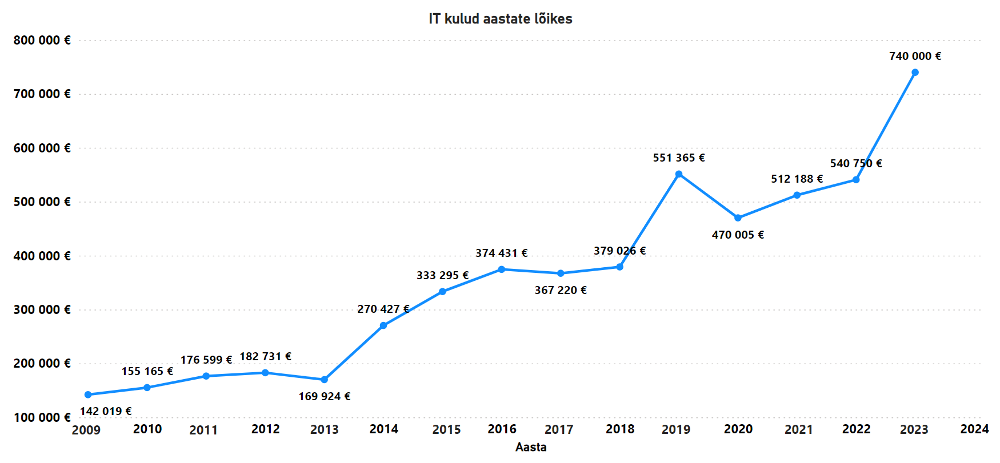 IT kulud aastate lõikes
800 000 €
740 000 €
700 000 €
600 000 €
551 365 €
540 750 €
512 188 €
500 000 €
470 005 €
400 000 €
374 431 €
379 026 €
333 295 €
367 220 €
300 000 €
270 427 €
200 000 €
176 599 €
182 731 €
155 165 €
169 924 €
142 019 €
100 000 €
2009 2010 2011 2012 2013 2014 2015 2016 2017 2018 2019 2020 2021 2022 2023 2024
Aasta